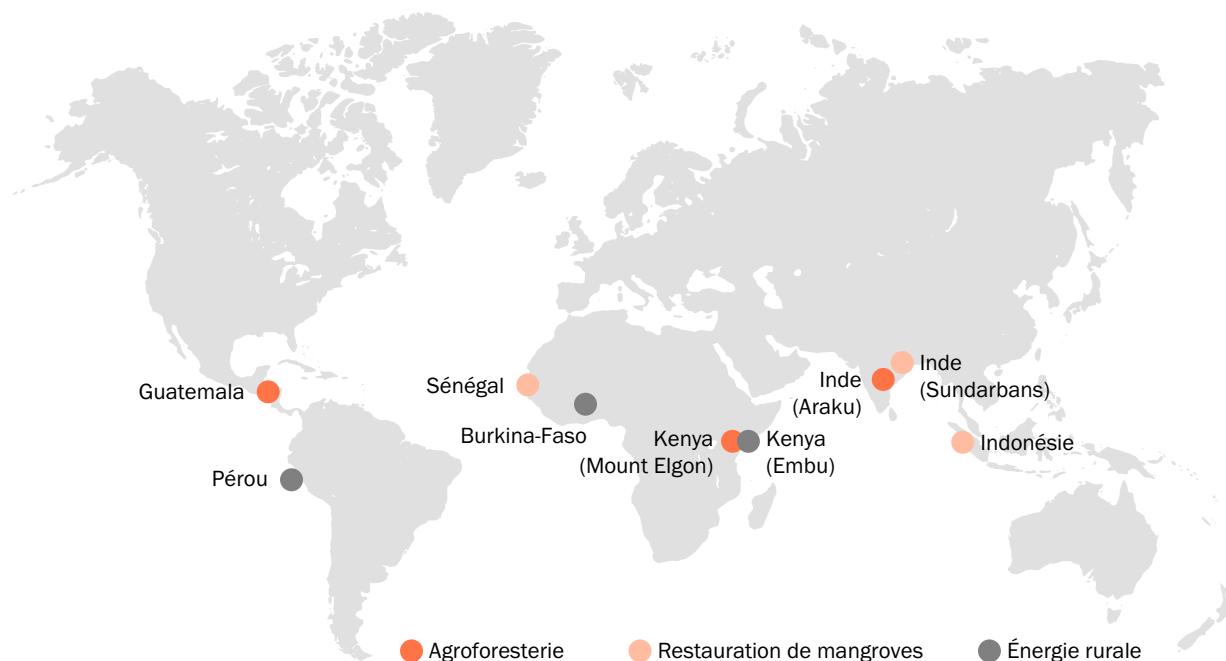 Guatemala
Pérou
Sénégal
Burkina-Faso
Kenya
(Mount Elgon)
Kenya
(Embu)
Inde
(Araku)
Inde
(Sundarbans)
Indonésie
Agroforesterie
Restauration de mangroves
Énergie rurale